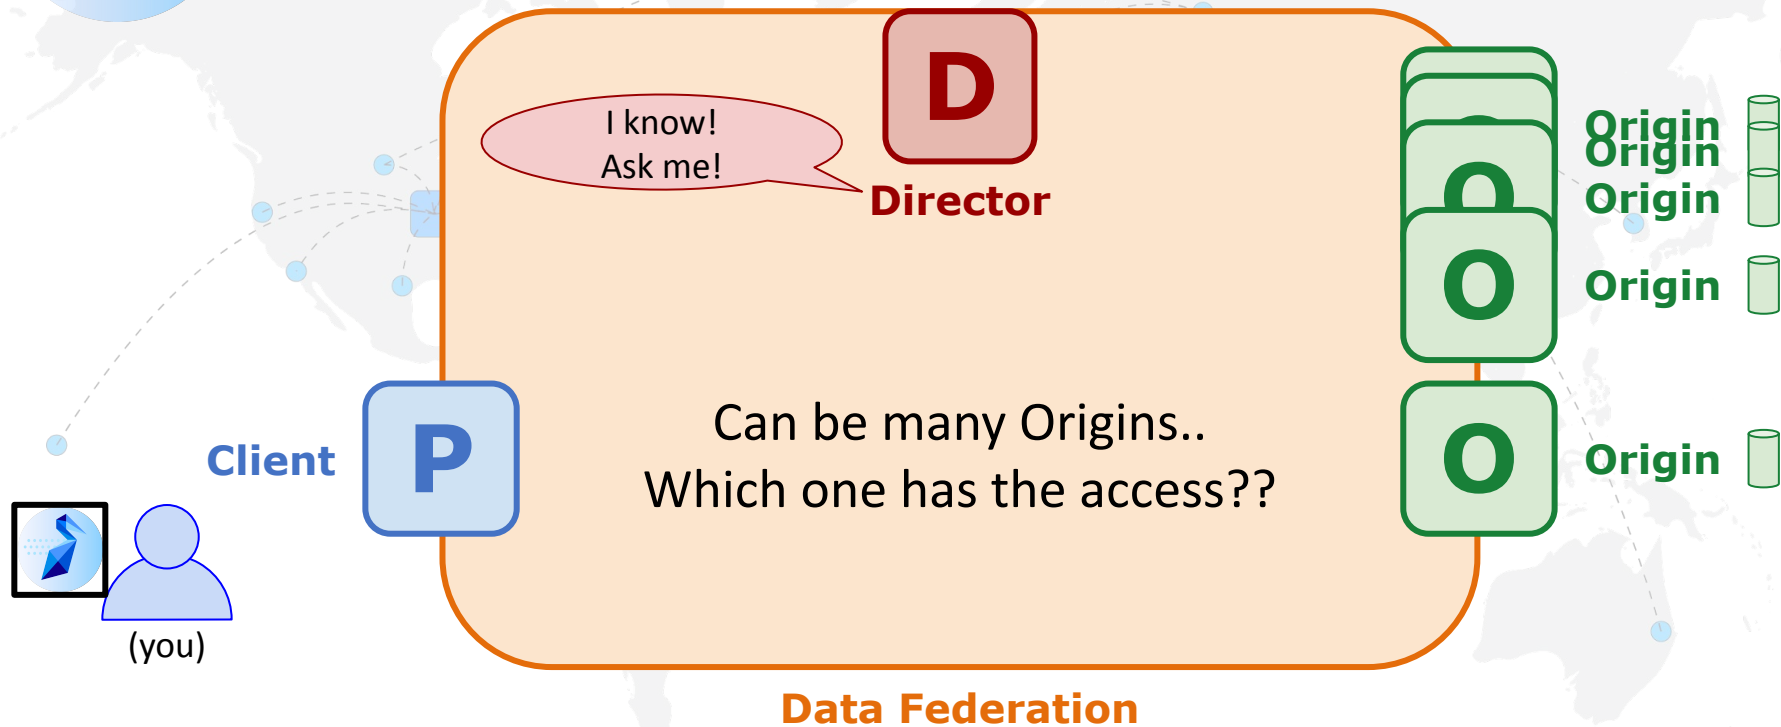 D
I know!
Ask me!
Director
Origin
Origin
Origin
O
Origin
O
Can be many Origins..
Which one has the access??
Client
P
O
Origin
(you)
Data Federation